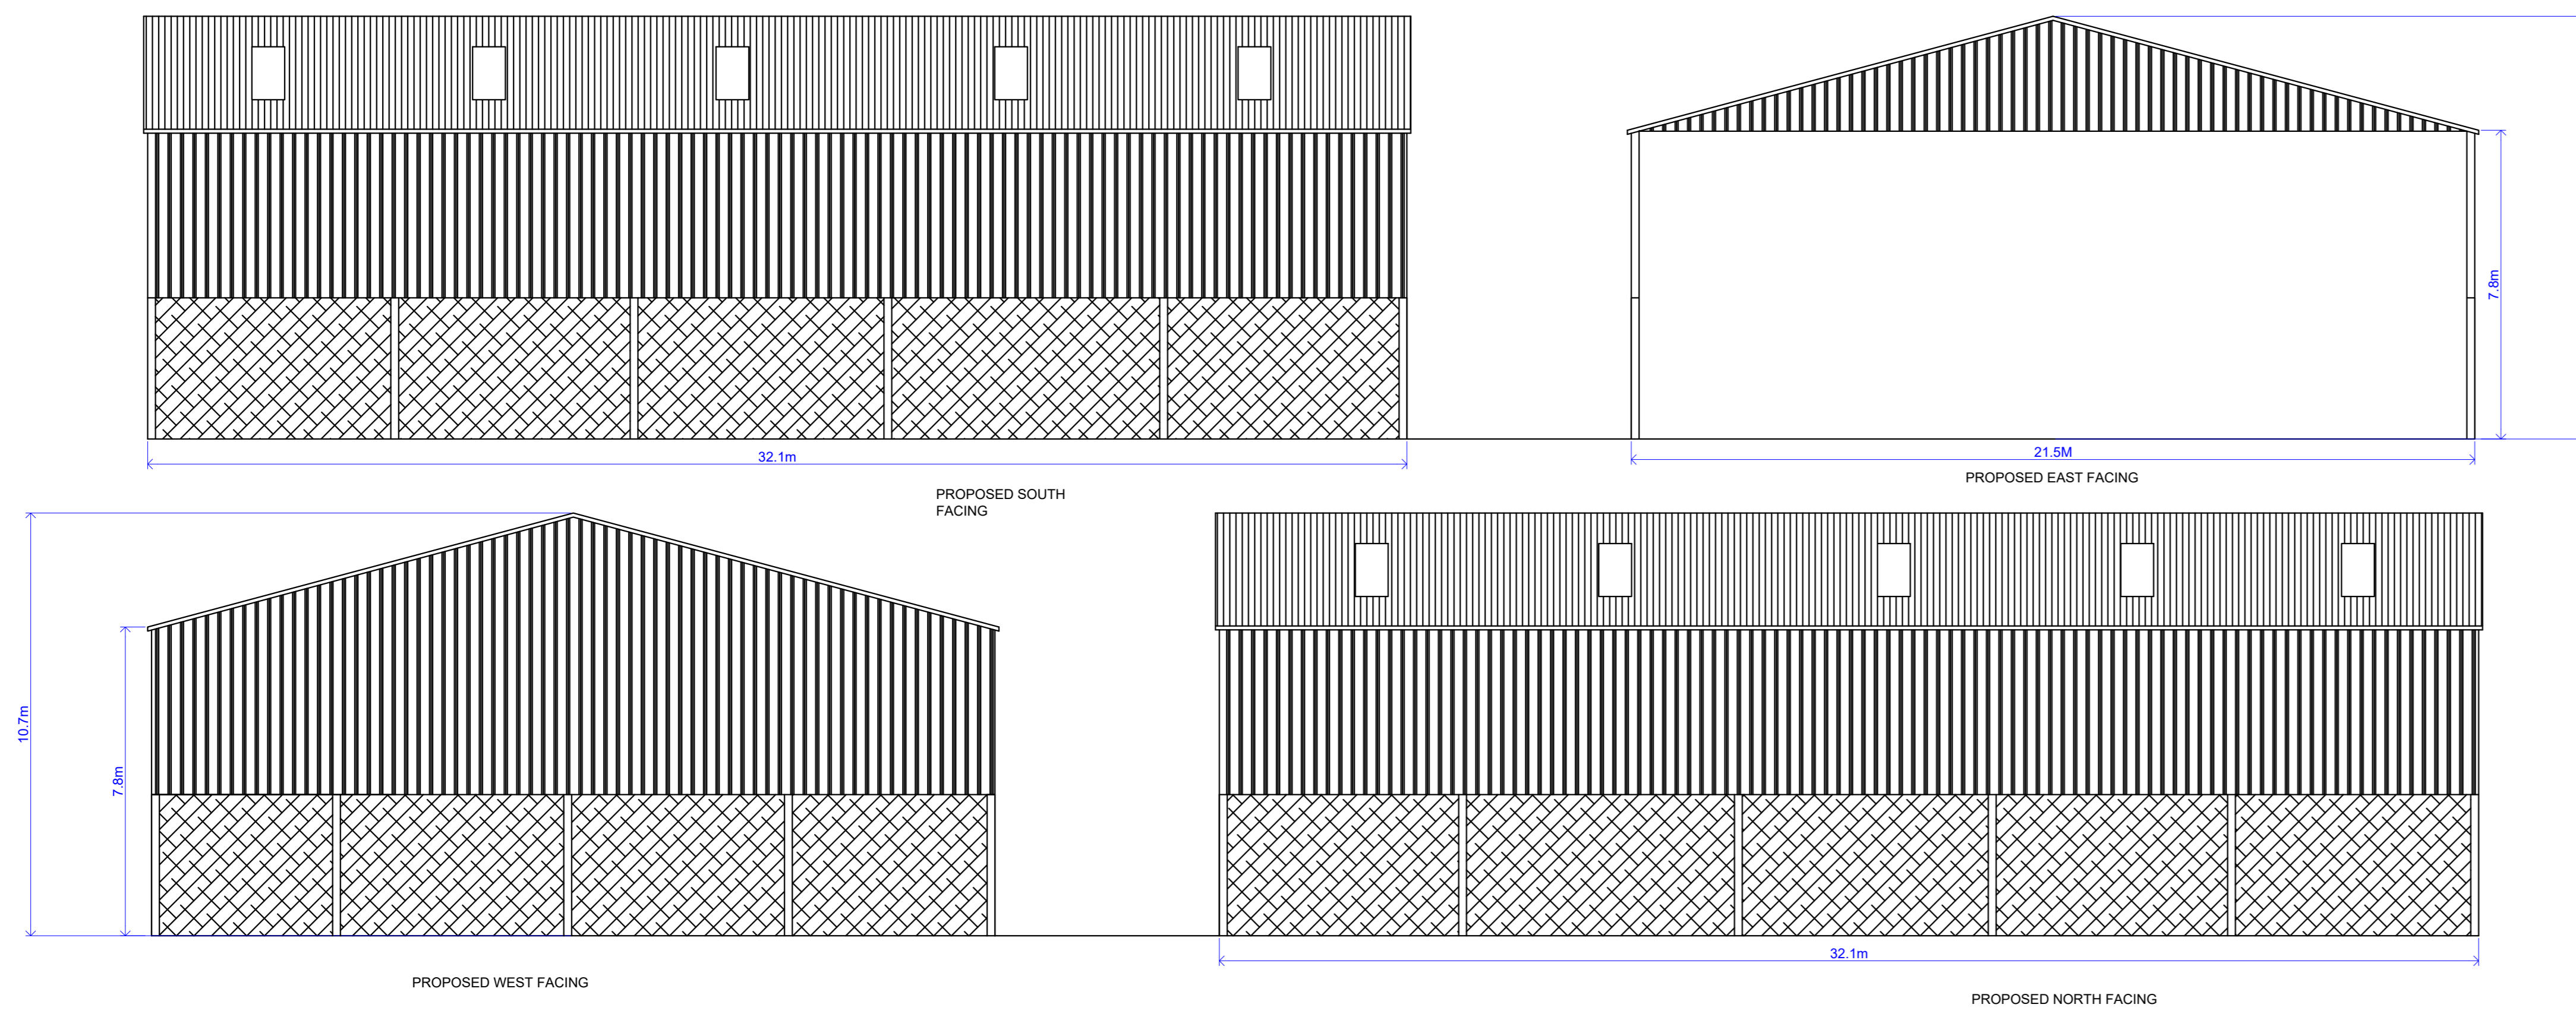 7.8m
32.1m
21.5M
PROPOSED EAST FACING
PROPOSED SOUTH
FACING
10.7m
7.8m
32.1m
PROPOSED WEST FACING
PROPOSED NORTH FACING